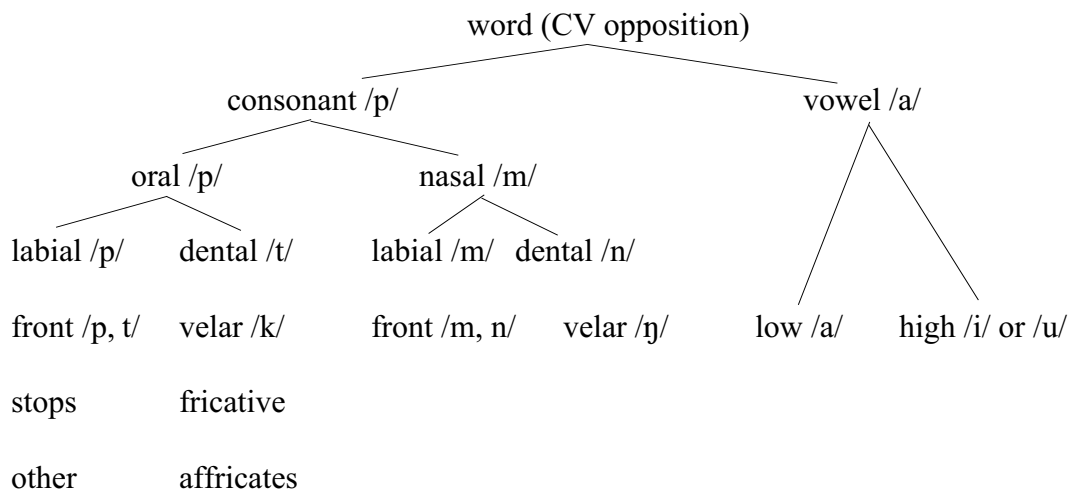 word (CV opposition)
consonant /p/ vowel /a/
oral /p/ nasal /m/
labial /p/ dental /t/ labial /m/ dental /n/
front /p, t/ velar /k/ front /m, n/ velar /ŋ/ low /a/ high /i/ or /u/
stops fricative
other affricates